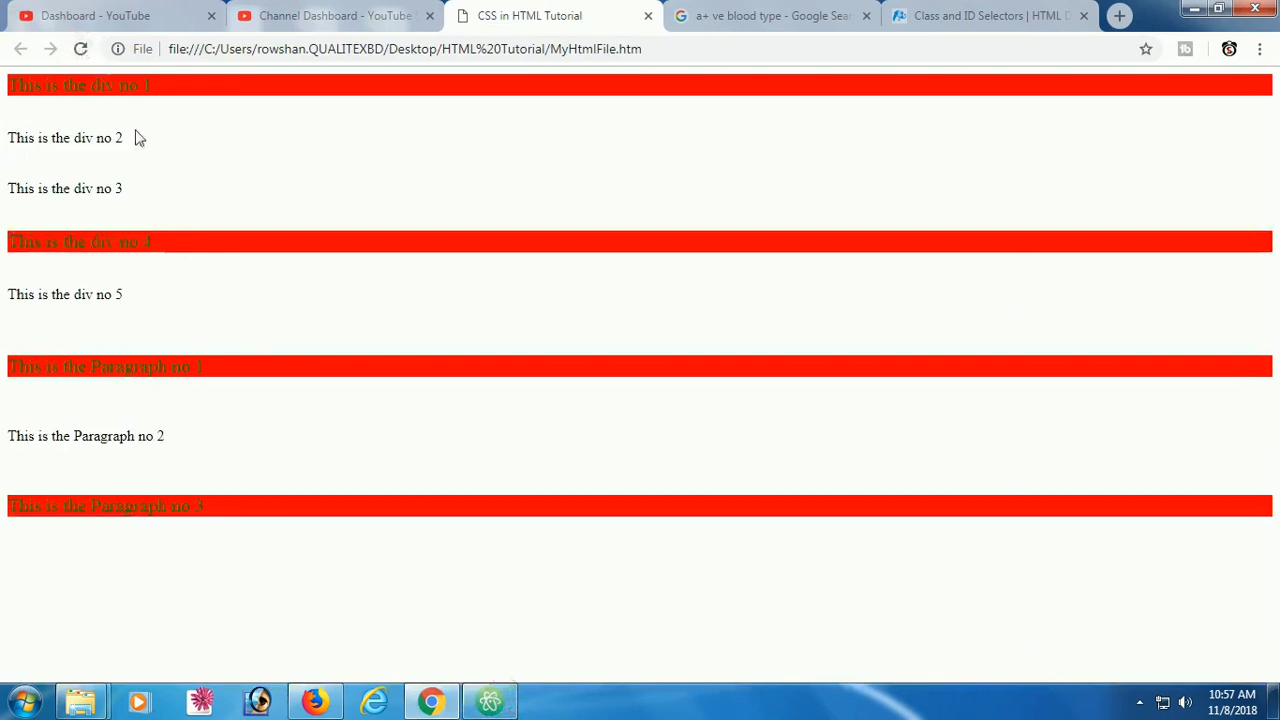 Dashboard - YouTube
Channel Dashboard - YouTube
CSS in HTML Tutorial
a+ ve blood type - Google Sear
Class and ID Selectors | HTML D
File
file:///C:/Users/rowshan.QUALITEXBD/Desktop/HTML%20Tutorial/MyHtmlFile.htm
This is the div no 1
This is the div no 2
This is the div no 3
This is the div no 4
This is the div no 5
This is the Paragraph no 1
This is the Paragraph no 2
This is the Paragraph no 3
10:57 AM
11/8/2018